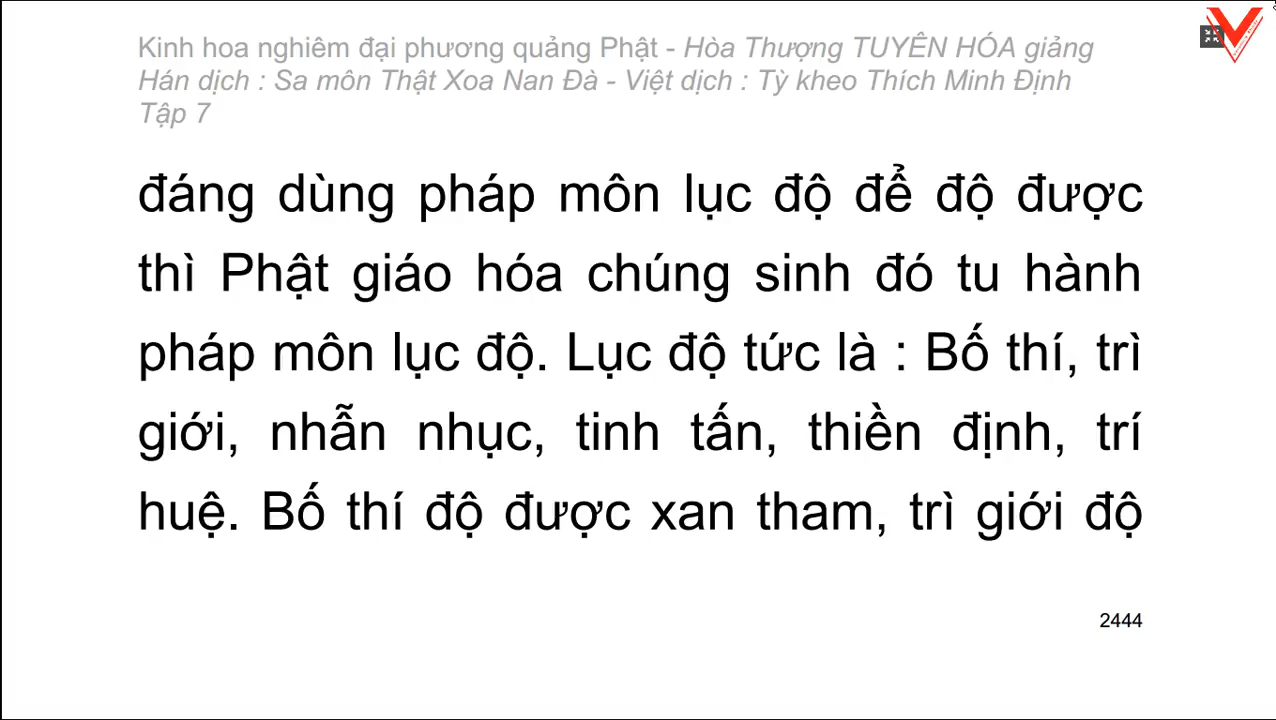 Kinh hoa nghiêm đại phương quảng Phật - Hòa Thượng TUYÊN HÓA giảng
Hán dịch : Sa môn Thật Xoa Nan Đà - Việt dịch : Tỳ kheo Thích Minh Định
Tập 7
đáng dùng pháp môn lục độ để độ được
thì Phật giáo hóa chúng sinh đó tu hành
pháp môn lục độ. Lục độ tức là : Bố thí, trì
giới, nhẫn nhục, tinh tấn, thiền định, trí
huệ. Bố thí độ được xan tham, trì giới độ
2444